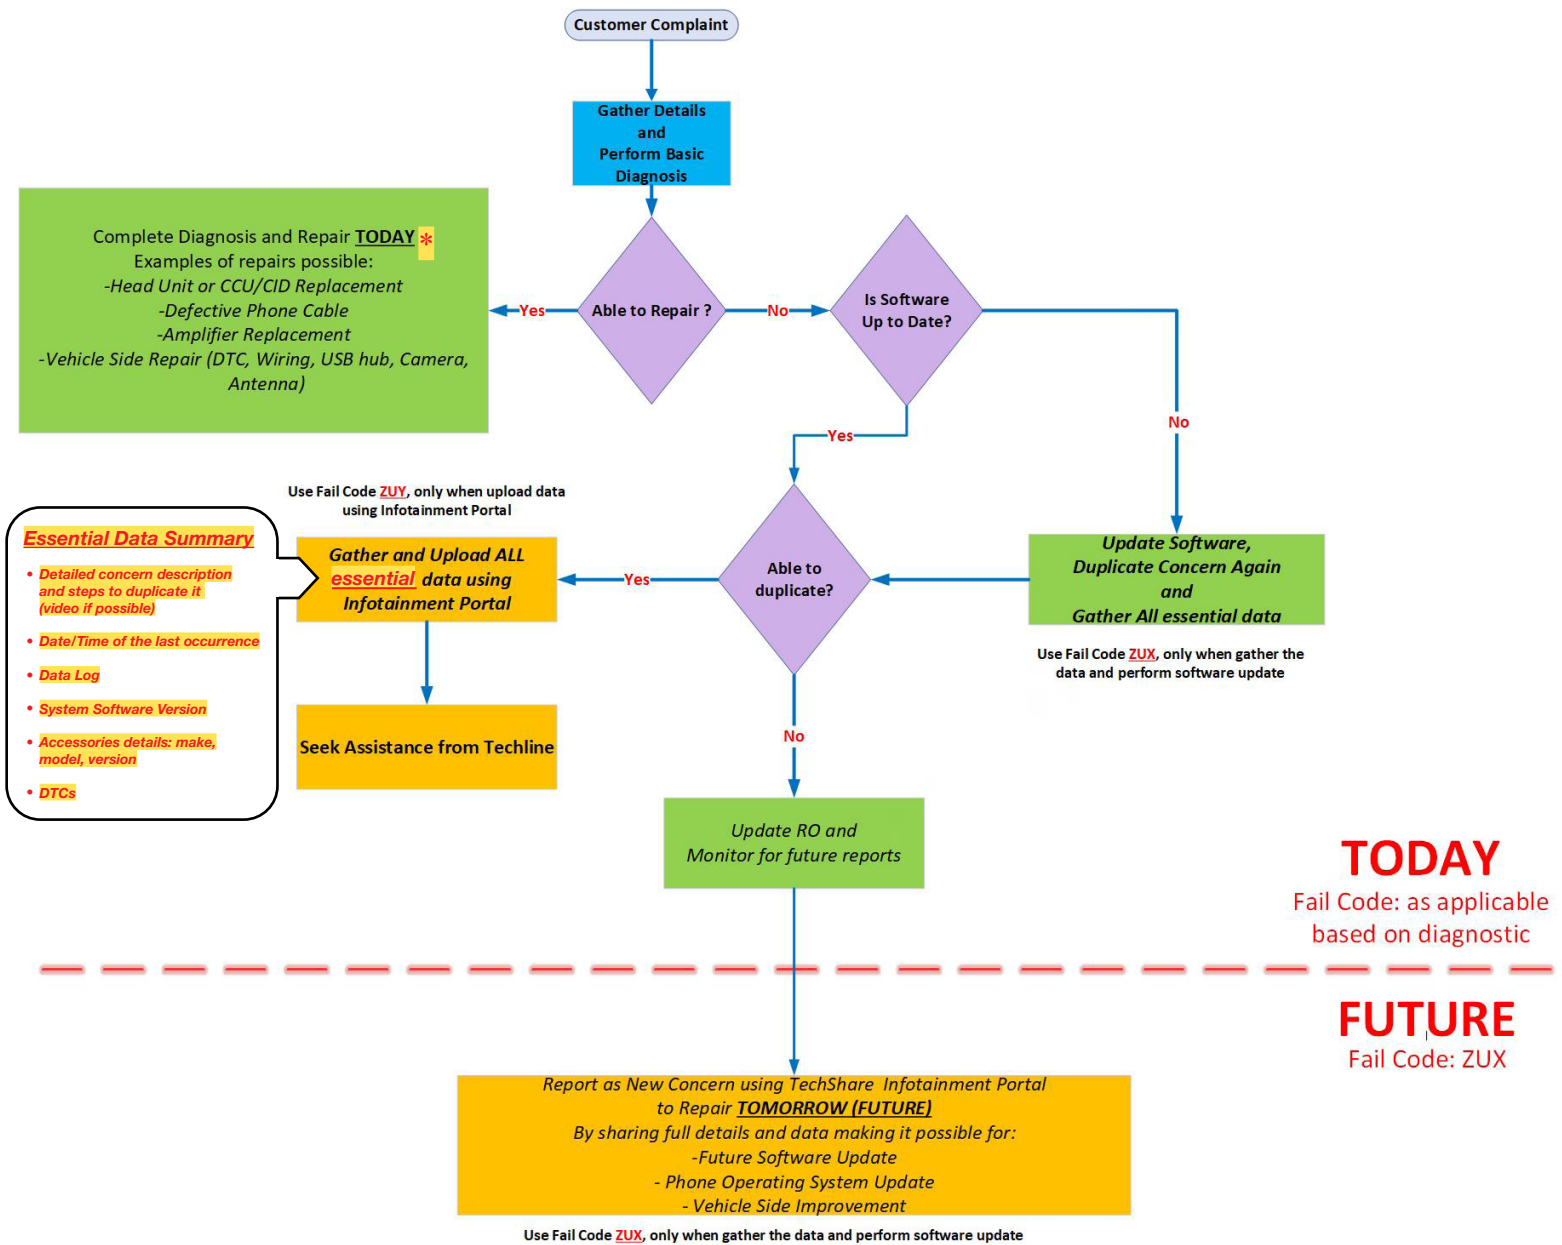 Customer Complaint
Gather Details
and
Perform Basic
Diagnosis
Complete Diagnosis and Repair TODAY *
Examples of repairs possible:
-Head Unit or CCU/CID Replacement
-Defective Phone Cable
-Amplifier Replacement
-Vehicle Side Repair (DTC, Wiring, USB hub, Camera,
Antenna)
Yes
Able to Repair ?
No
Is Software
Up to Date?
No
Yes
Use Fail Code ZUY, only when upload data
using Infotainment Portal
Essential Data Summary
• Detailed concern description
and steps to duplicate it
(video if possible)
• Date/Time of the last occurrence
• Data Log
• System Software Version
• Accessories details: make,
model, version
• DTCs
Gather and Upload ALL
essential data using
Infotainment Portal
Yes
Able to
duplicate?
Update Software,
Duplicate Concern Again
and
Gather All essential data
Use Fail Code ZUX, only when gather the
data and perform software update
Seek Assistance from Techline
No
Update RO and
Monitor for future reports
TODAY
Fail Code: as applicable
based on diagnostic
FUTURE
Fail Code: ZUX
Report as New Concern using TechShare Infotainment Portal
to Repair TOMORROW (FUTURE)
By sharing full details and data making it possible for:
-Future Software Update
- Phone Operating System Update
- Vehicle Side Improvement
Use Fail Code ZUX, only when gather the data and perform software update